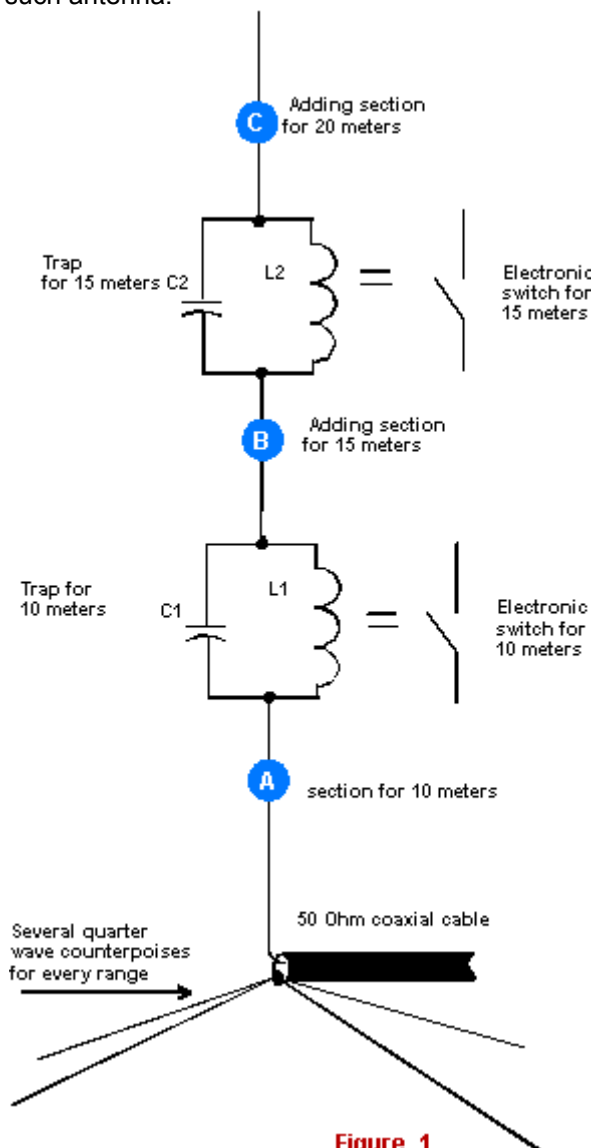 such antenna.
C
Adding section
for 20 meters
Trap
for 15 meters C2
L2
Electronic
switch for
15 meters
B
Adding section
for 15 meters
Trap for
10 meters
C1
L1
Electronic
switch for
10 meters
A
section for 10 meters
50 Ohm coaxial cable
Several quarter
wave counterpoises
for every range
Figure 1